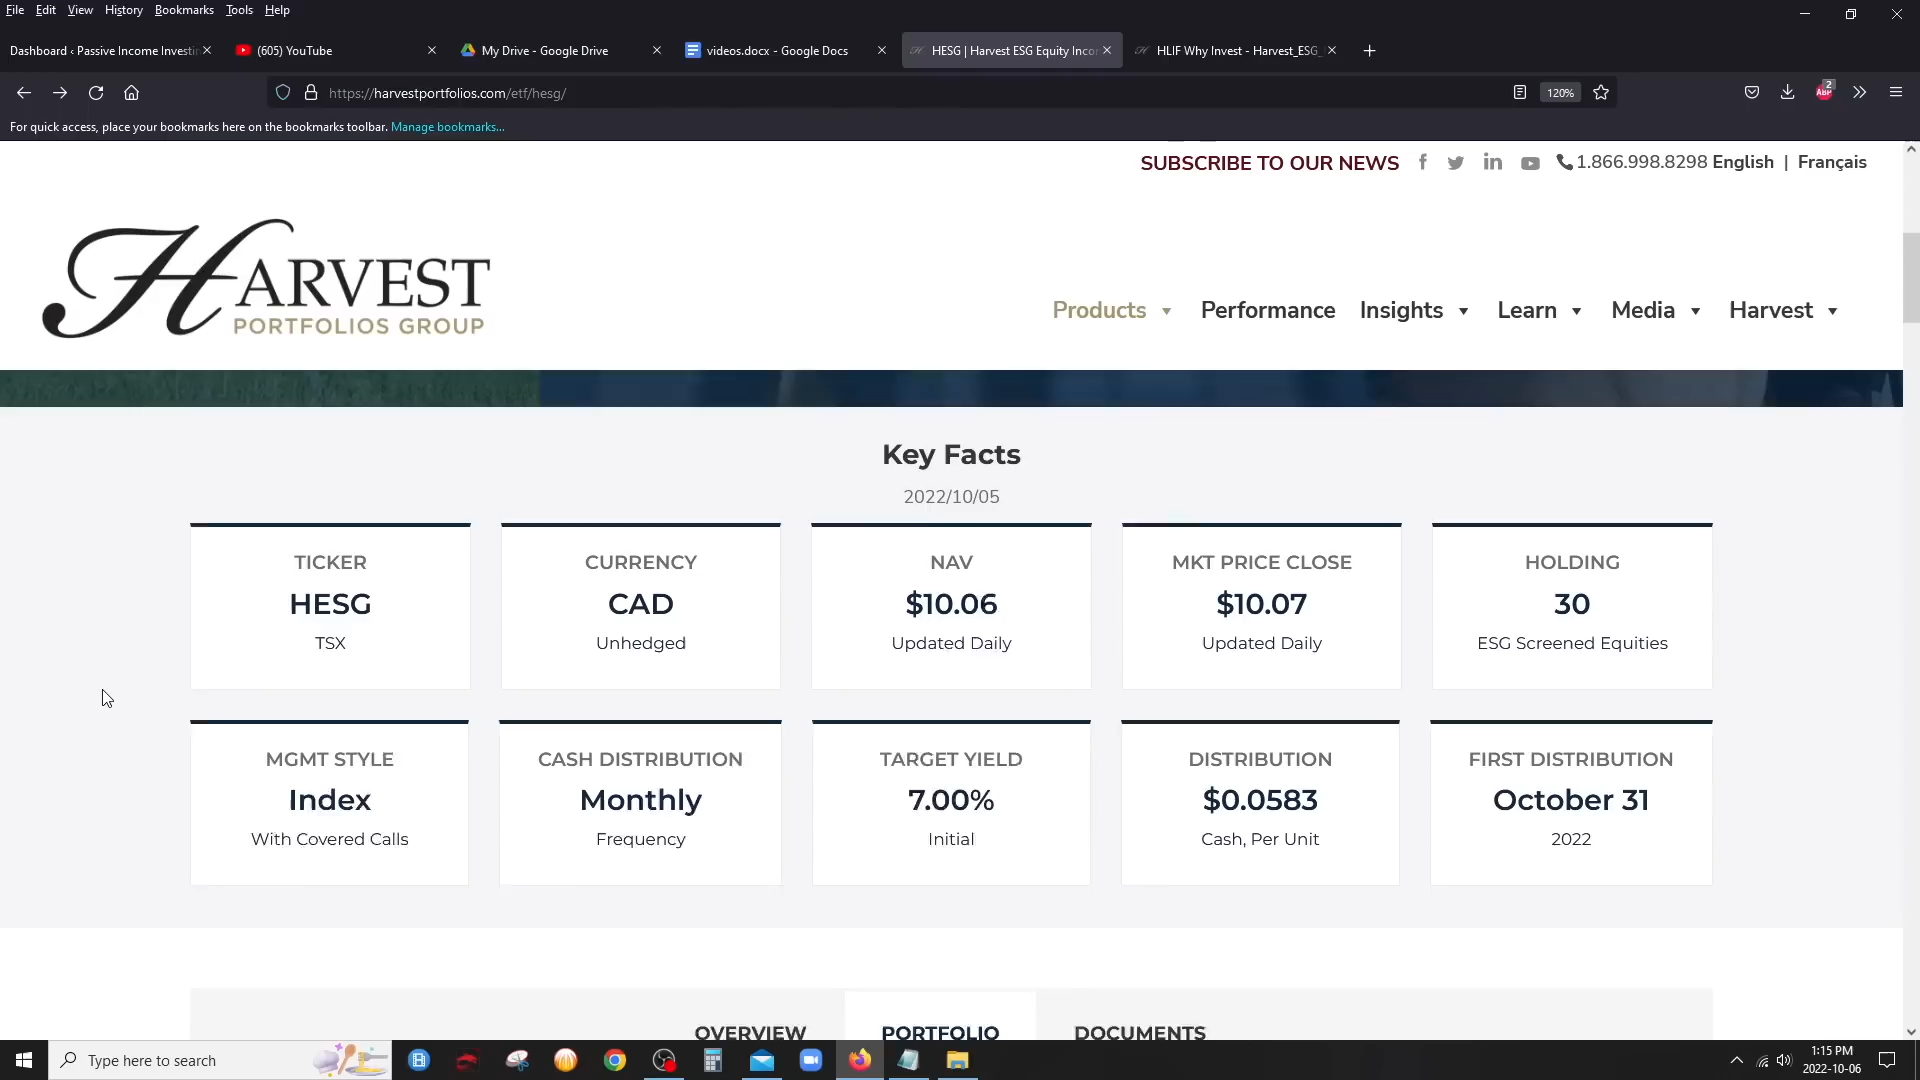 File Edit View History Bookmarks Tools Help
Dashboard ‹ Passive Income Investin
(605) YouTube
My Drive - Google Drive
videos.docx - Google Docs
HESG | Harvest ESG Equity Inco
HLIF Why Invest - Harvest_ESG_
https://harvestportfolios.com/etf/hesg/
120%
2
ABP
For quick access, place your bookmarks here on the bookmarks toolbar. Manage bookmarks...
SUBSCRIBE TO OUR NEWS
1.866.998.8298 English | Français
HARVEST
PORTFOLIOS GROUP
Products Performance Insights Learn Media Harvest
Key Facts
2022/10/05
TICKER
HESG
TSX
CURRENCY
CAD
Unhedged
NAV
$10.06
Updated Daily
MKT PRICE CLOSE
$10.07
Updated Daily
HOLDING
30
ESG Screened Equities
MGMT STYLE
Index
With Covered Calls
CASH DISTRIBUTION
Monthly
Frequency
TARGET YIELD
7.00%
Initial
DISTRIBUTION
$0.0583
Cash, Per Unit
FIRST DISTRIBUTION
October 31
2022
OVERVIEW PORTFOLIO DOCUMENTS
Type here to search
1:15 PM
2022-10-06